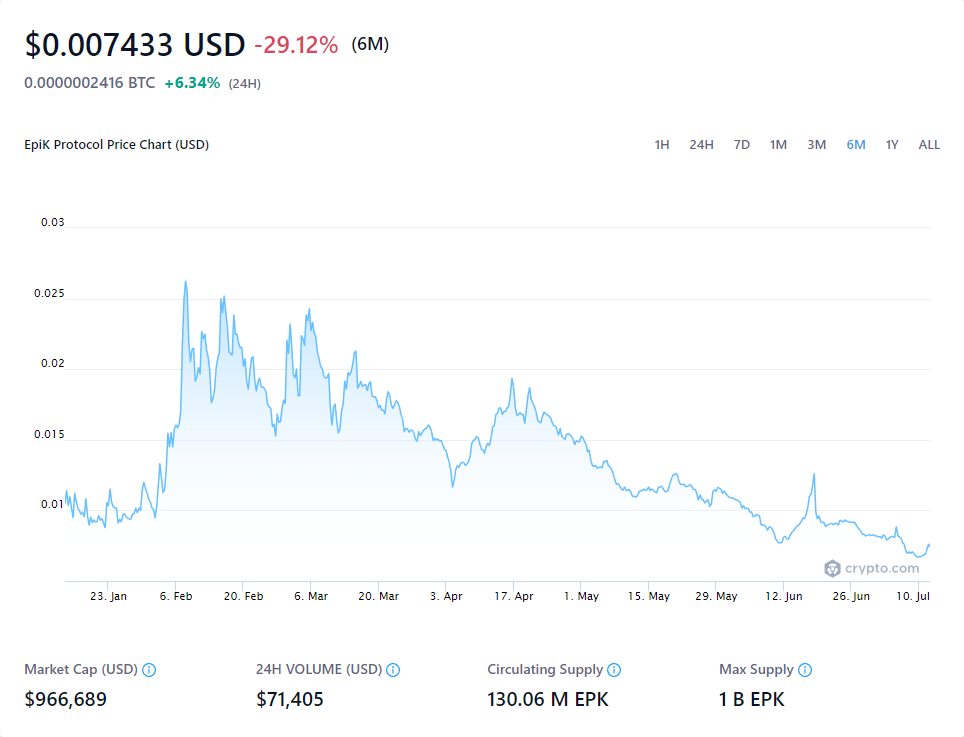 $0.007433 USD -29.12% (6M)
0.0000002416 BTC +6.34% (24H)
EpiK Protocol Price Chart (USD) 1H 24H 7D 1M 3M 6M 1Y ALL
0.03
0.025
0.02
0.015
0.01
crypto.com
23. Jan 6. Feb 20. Feb 6. Mar 20. Mar 3. Apr 17. Apr 1. May 15. May 29. May 12. Jun 26. Jun 10. Jul
Market Cap (USD) 24H VOLUME (USD) Circulating Supply Max Supply
$966,689 $71,405 130.06 M EPK 1 B EPK